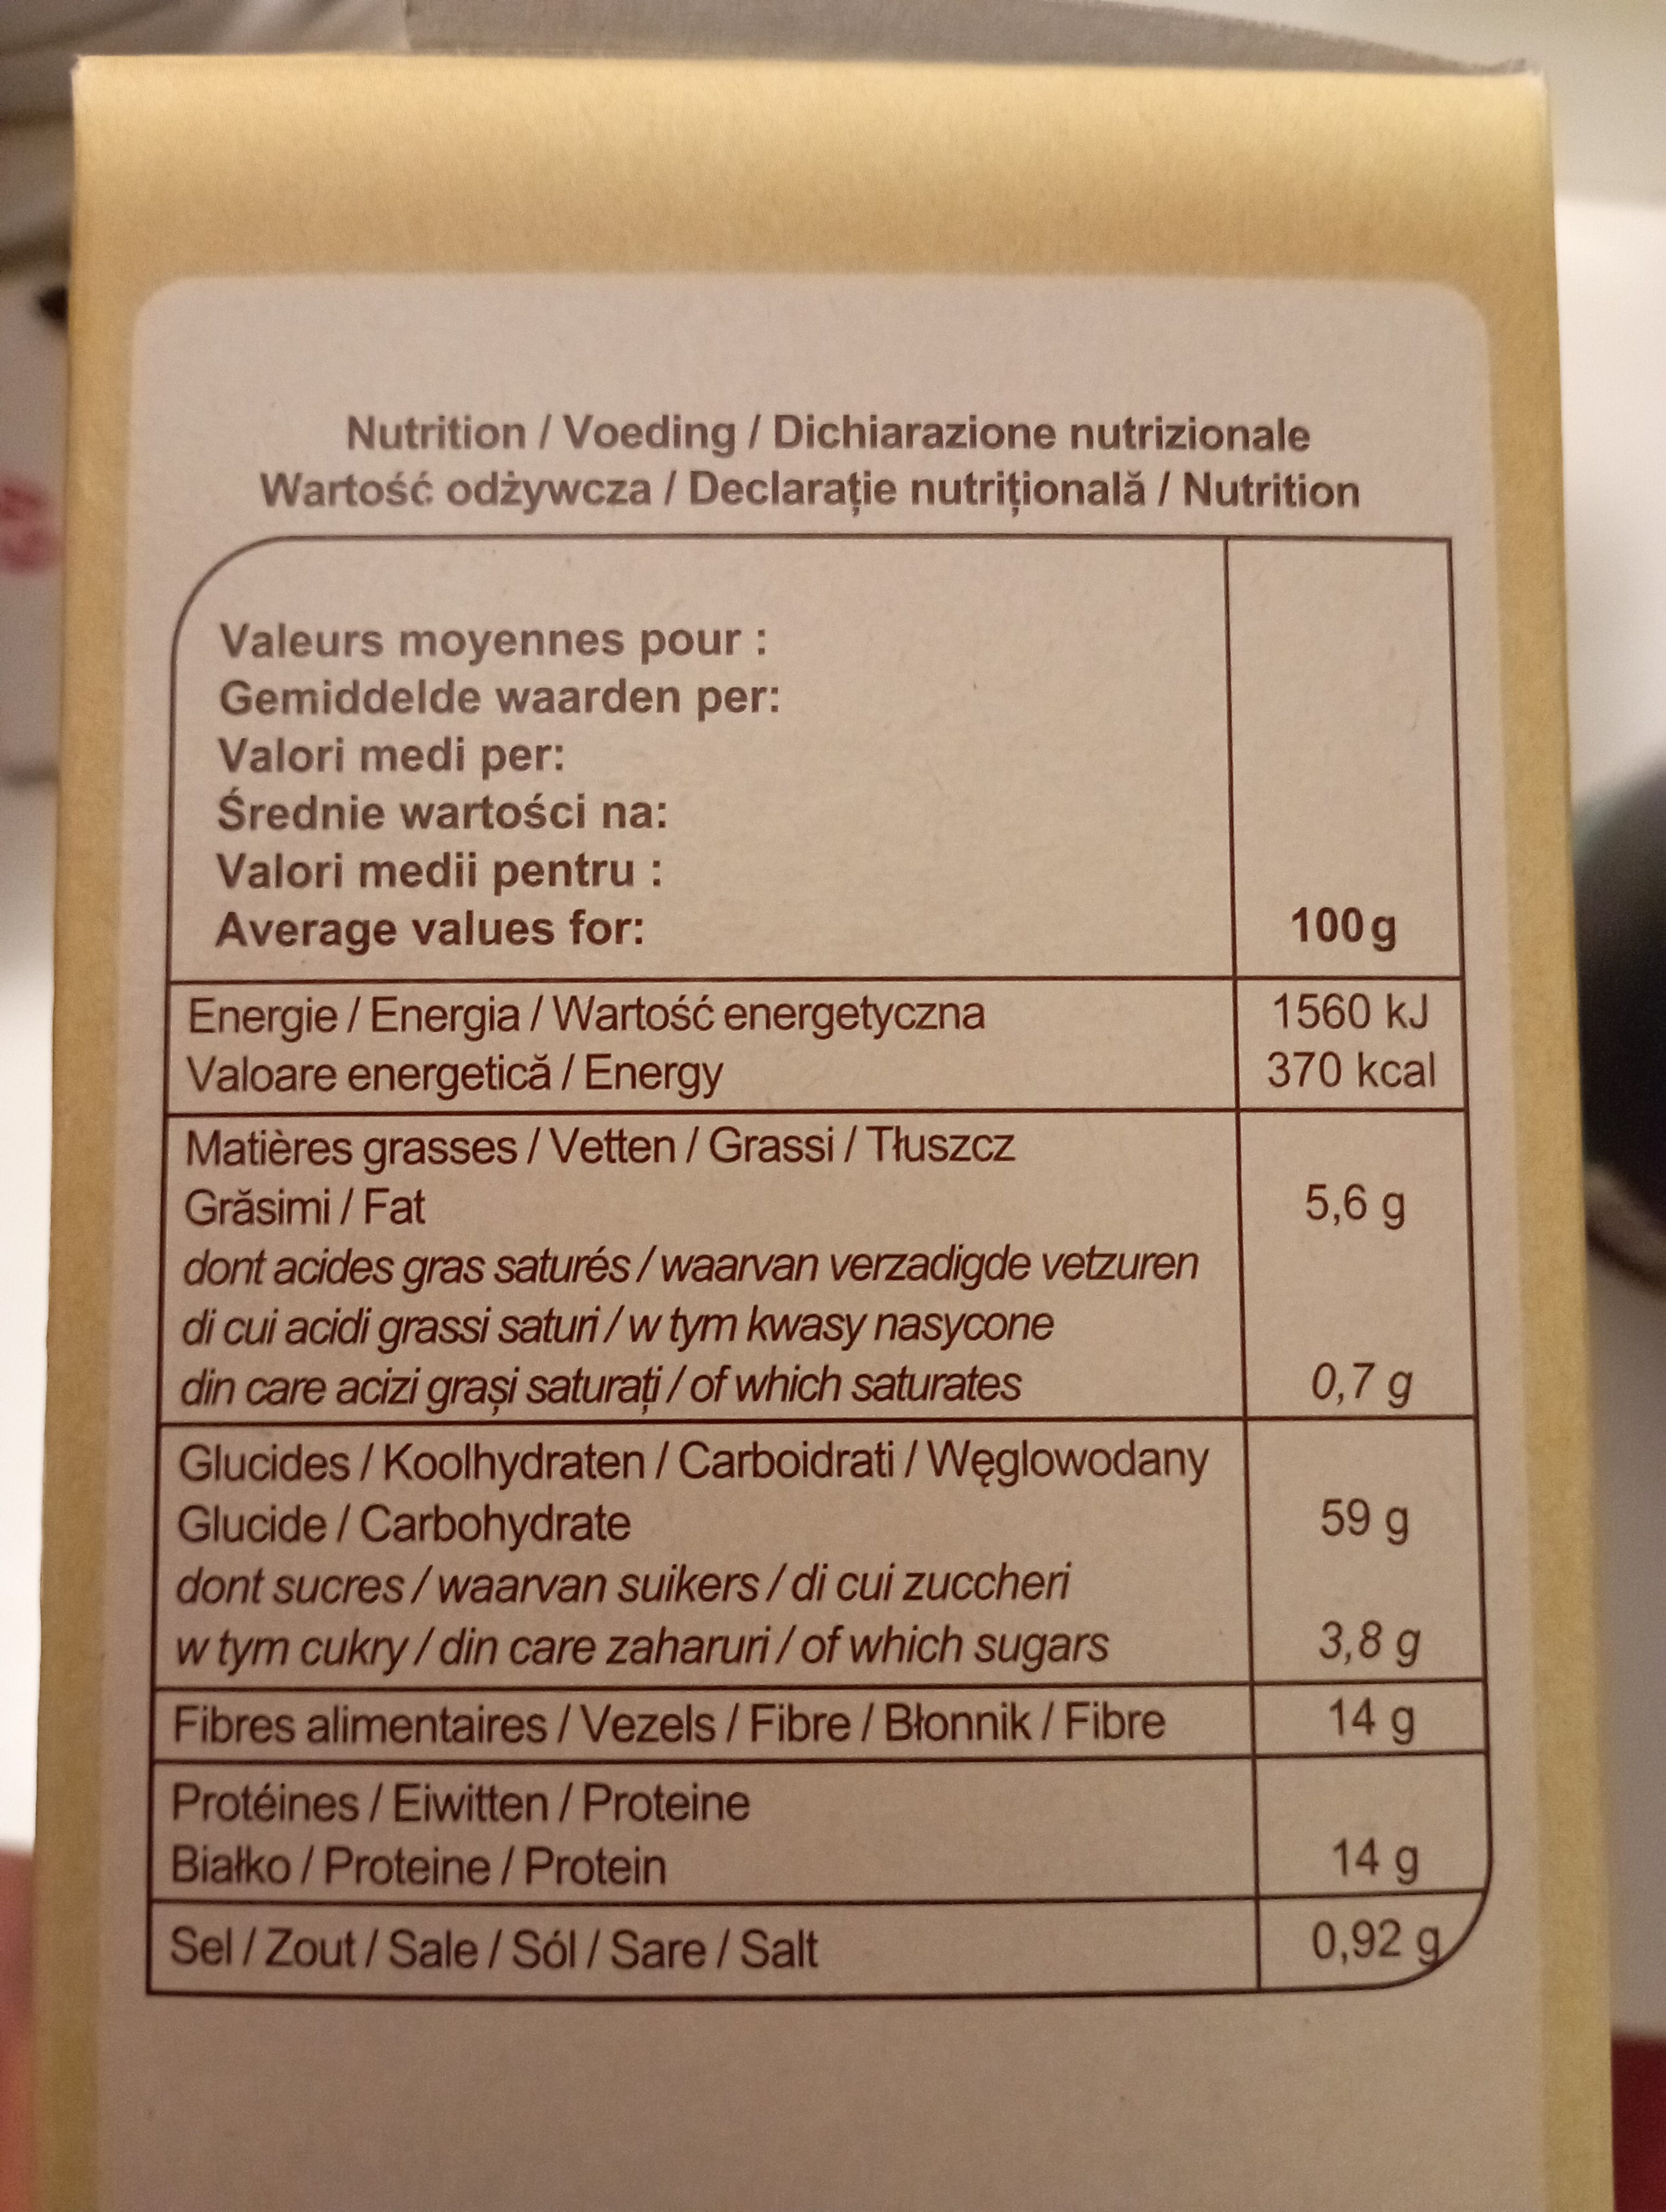 Nutrition / Voeding / Dichiarazione nutrizionale
Wartość odżywcza / Declarație nutrițională / Nutrition
Valeurs moyennes pour :
Gemiddelde waarden per:
Valori medi per:
Średnie wartości na:
Valori medii pentru :
Average values for: 100 g
Energie / Energia / Wartość energetyczna 1560 kJ
Valoare energetică / Energy 370 kcal
Matières grasses / Vetten / Grassi / Tłuszcz
Grăsimi / Fat 5,6 g
dont acides gras saturés / waarvan verzadigde vetzuren
di cui acidi grassi saturi / w tym kwasy nasycone
din care acizi grași saturați / of which saturates 0,7 g
Glucides / Koolhydraten / Carboidrati / Węglowodany
Glucide / Carbohydrate 59 g
dont sucres / waarvan suikers / di cui zuccheri
w tym cukry / din care zaharuri / of which sugars 3,8 g
Fibres alimentaires / Vezels / Fibre / Błonnik / Fibre 14 g
Protéines / Eiwitten / Proteine
Białko / Proteine / Protein 14 g
Sel / Zout / Sale / Sól / Sare / Salt 0,92 g